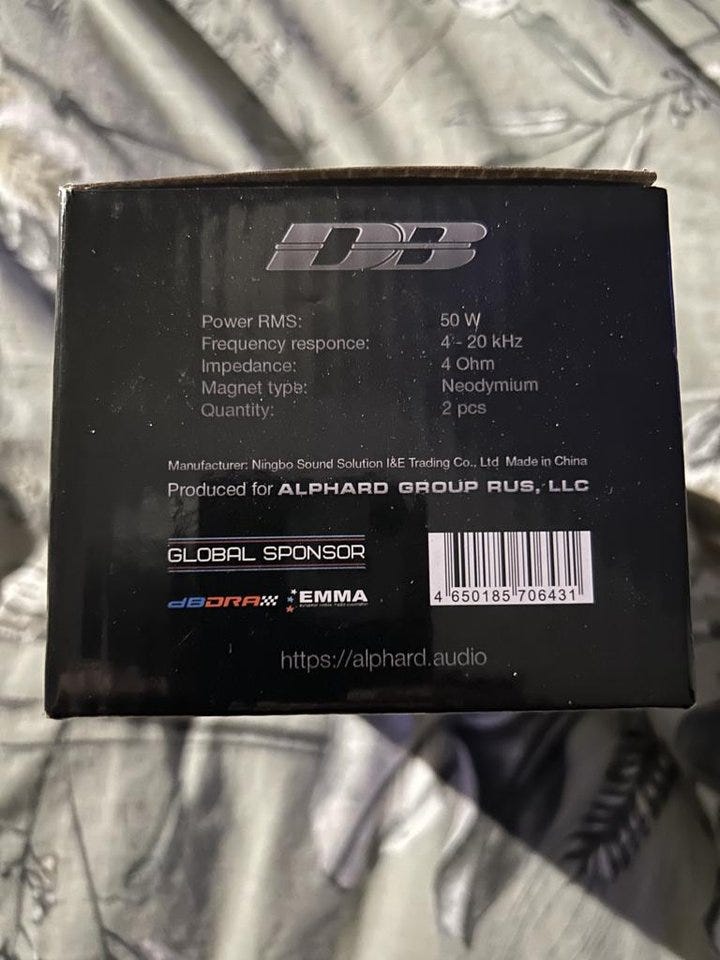 DB
Power RMS: 50 W
Frequency responce: 4 - 20 kHz
Impedance: 4 Ohm
Magnet type: Neodymium
Quantity: 2 pcs
Manufacturer: Ningbo Sound Solution I&E Trading Co., Ltd Made in China
Produced for ALPHARD GROUP RUS, LLC
GLOBAL SPONSOR
dBDRA
EMMA
4 650185 706431
https://alphard.audio